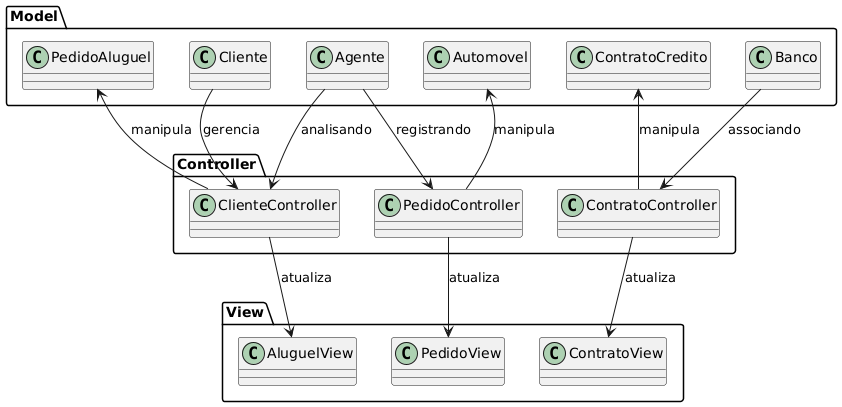 Model
C PedidoAluguel
C Cliente
C Agente
C Automovel
C ContratoCredito
C Banco
manipula
gerencia
analisando
registrando
manipula
manipula
associando
Controller
C ClienteController
C PedidoController
C ContratoController
atualiza
atualiza
atualiza
View
C AluguelView
C PedidoView
C ContratoView